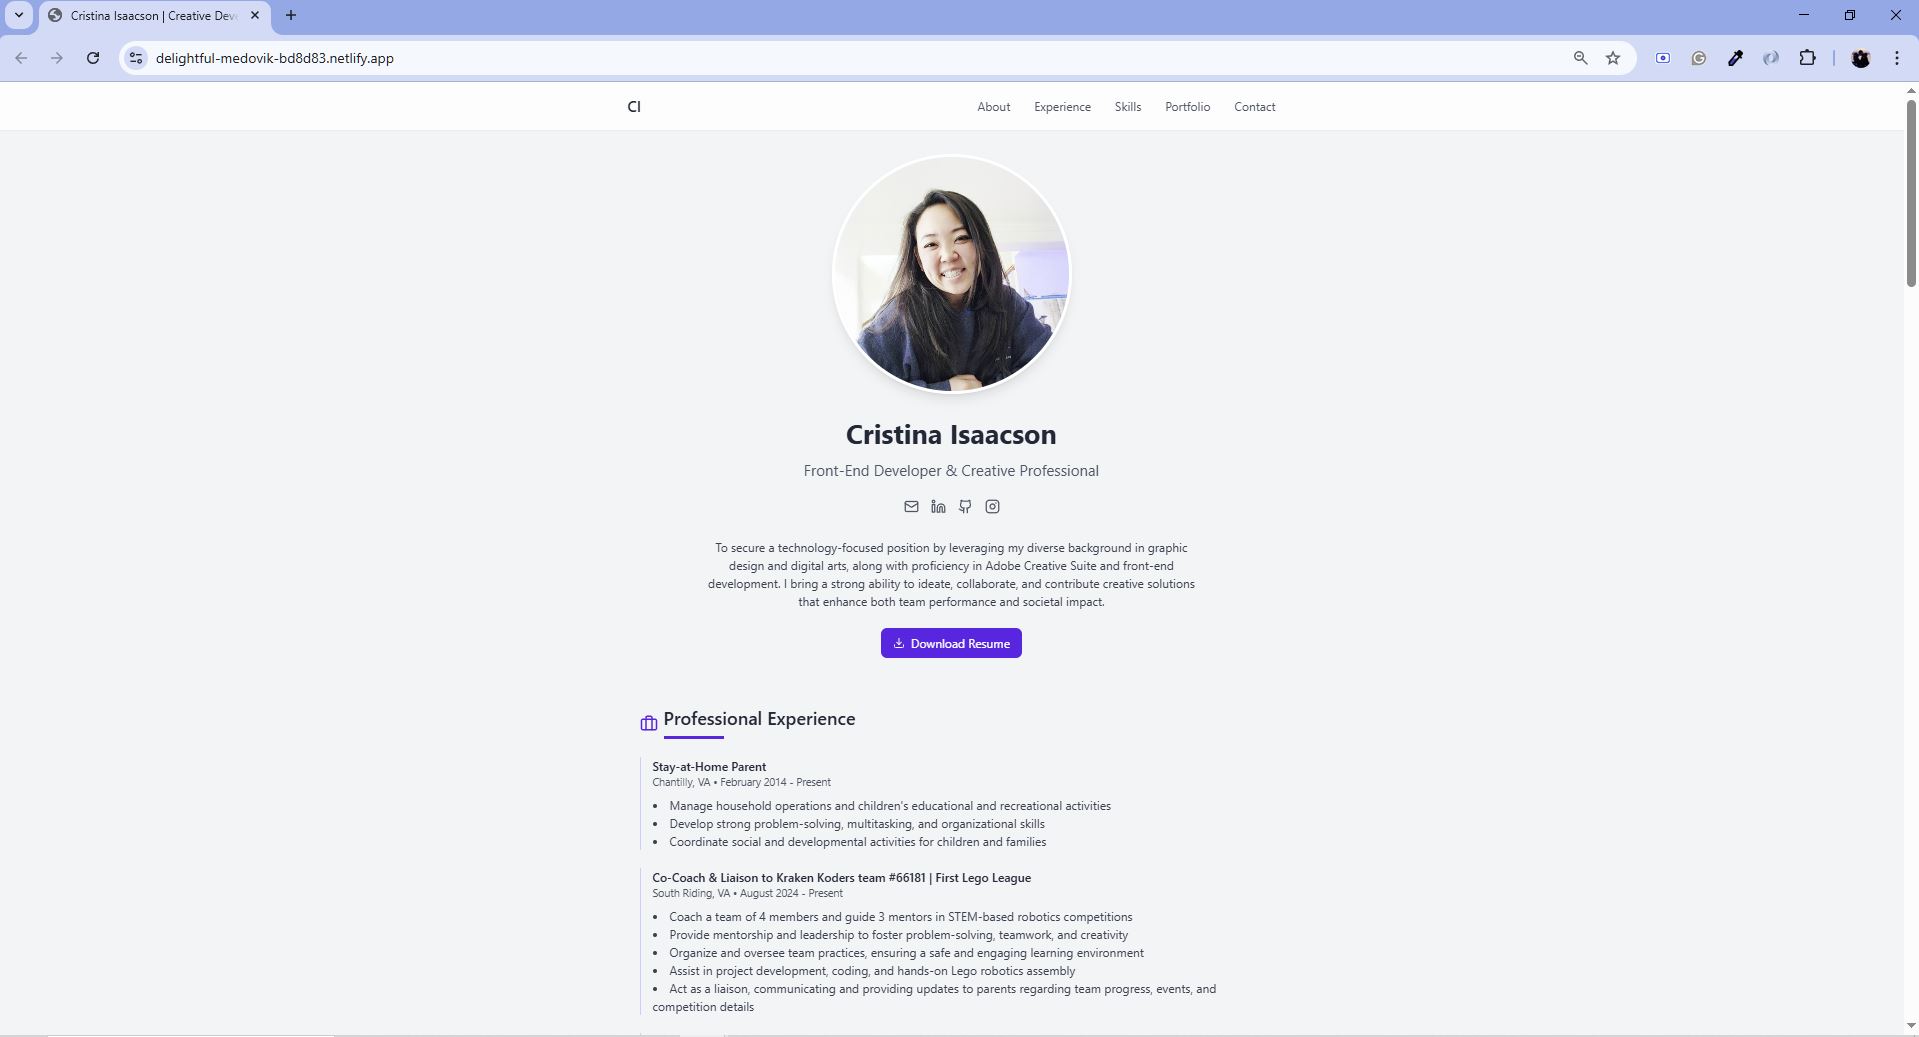 Cristina Isaacson | Creative Dev
delightful-medovik-bd8d83.netlify.app
CI
About Experience Skills Portfolio Contact
Cristina Isaacson
Front-End Developer & Creative Professional
To secure a technology-focused position by leveraging my diverse background in graphic
design and digital arts, along with proficiency in Adobe Creative Suite and front-end
development. I bring a strong ability to ideate, collaborate, and contribute creative solutions
that enhance both team performance and societal impact.
Download Resume
Professional Experience
Stay-at-Home Parent
Chantilly, VA • February 2014 - Present
• Manage household operations and children's educational and recreational activities
• Develop strong problem-solving, multitasking, and organizational skills
• Coordinate social and developmental activities for children and families
Co-Coach & Liaison to Kraken Koders team #66181 | First Lego League
South Riding, VA • August 2024 - Present
• Coach a team of 4 members and guide 3 mentors in STEM-based robotics competitions
• Provide mentorship and leadership to foster problem-solving, teamwork, and creativity
• Organize and oversee team practices, ensuring a safe and engaging learning environment
• Assist in project development, coding, and hands-on Lego robotics assembly
• Act as a liaison, communicating and providing updates to parents regarding team progress, events, and
competition details